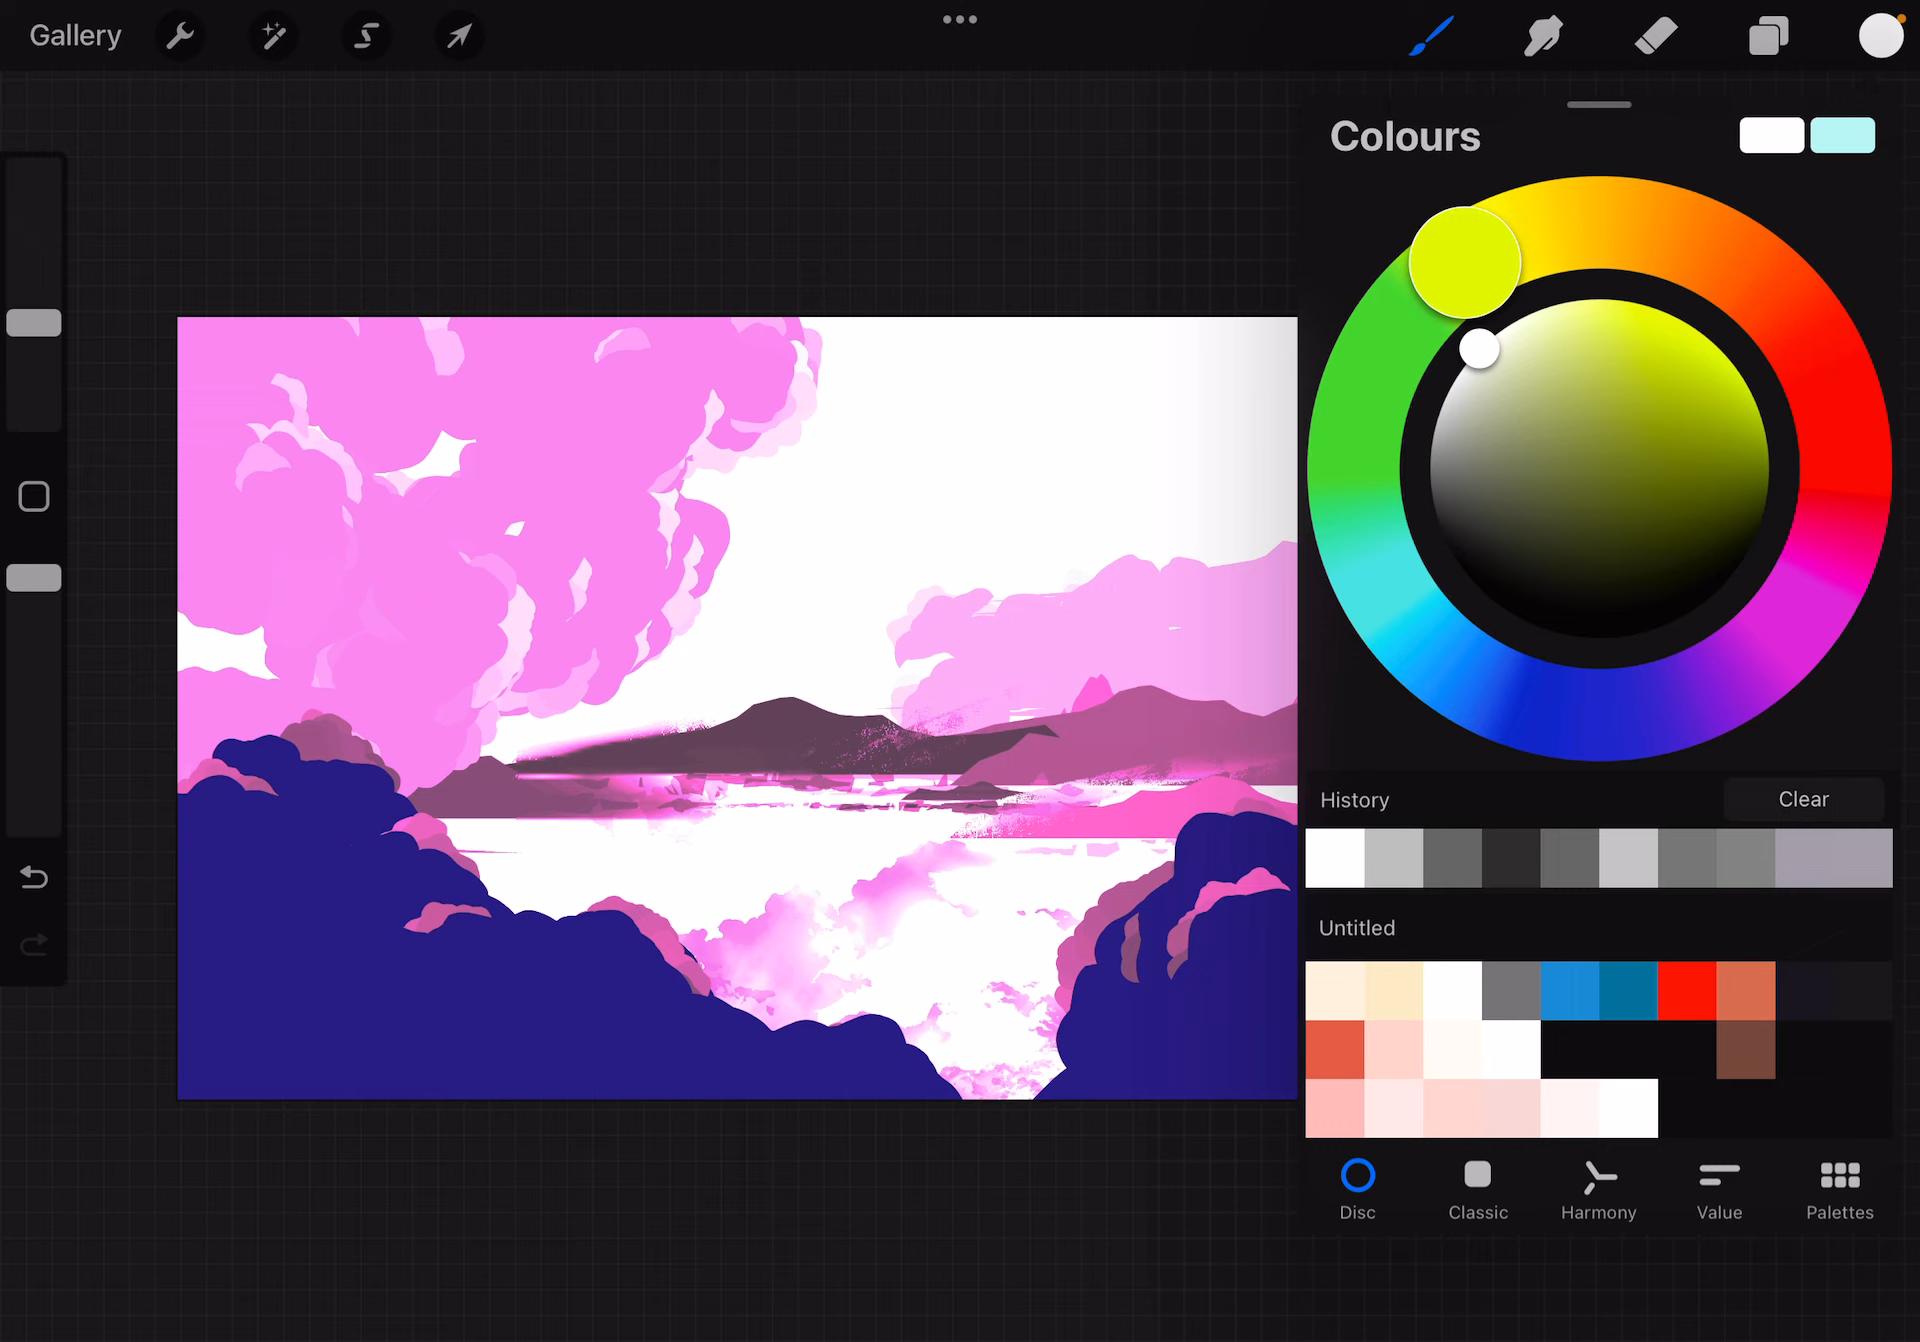 Gallery
Colours
History
Clear
Untitled
Disc
Classic
Harmony
Value
Palettes